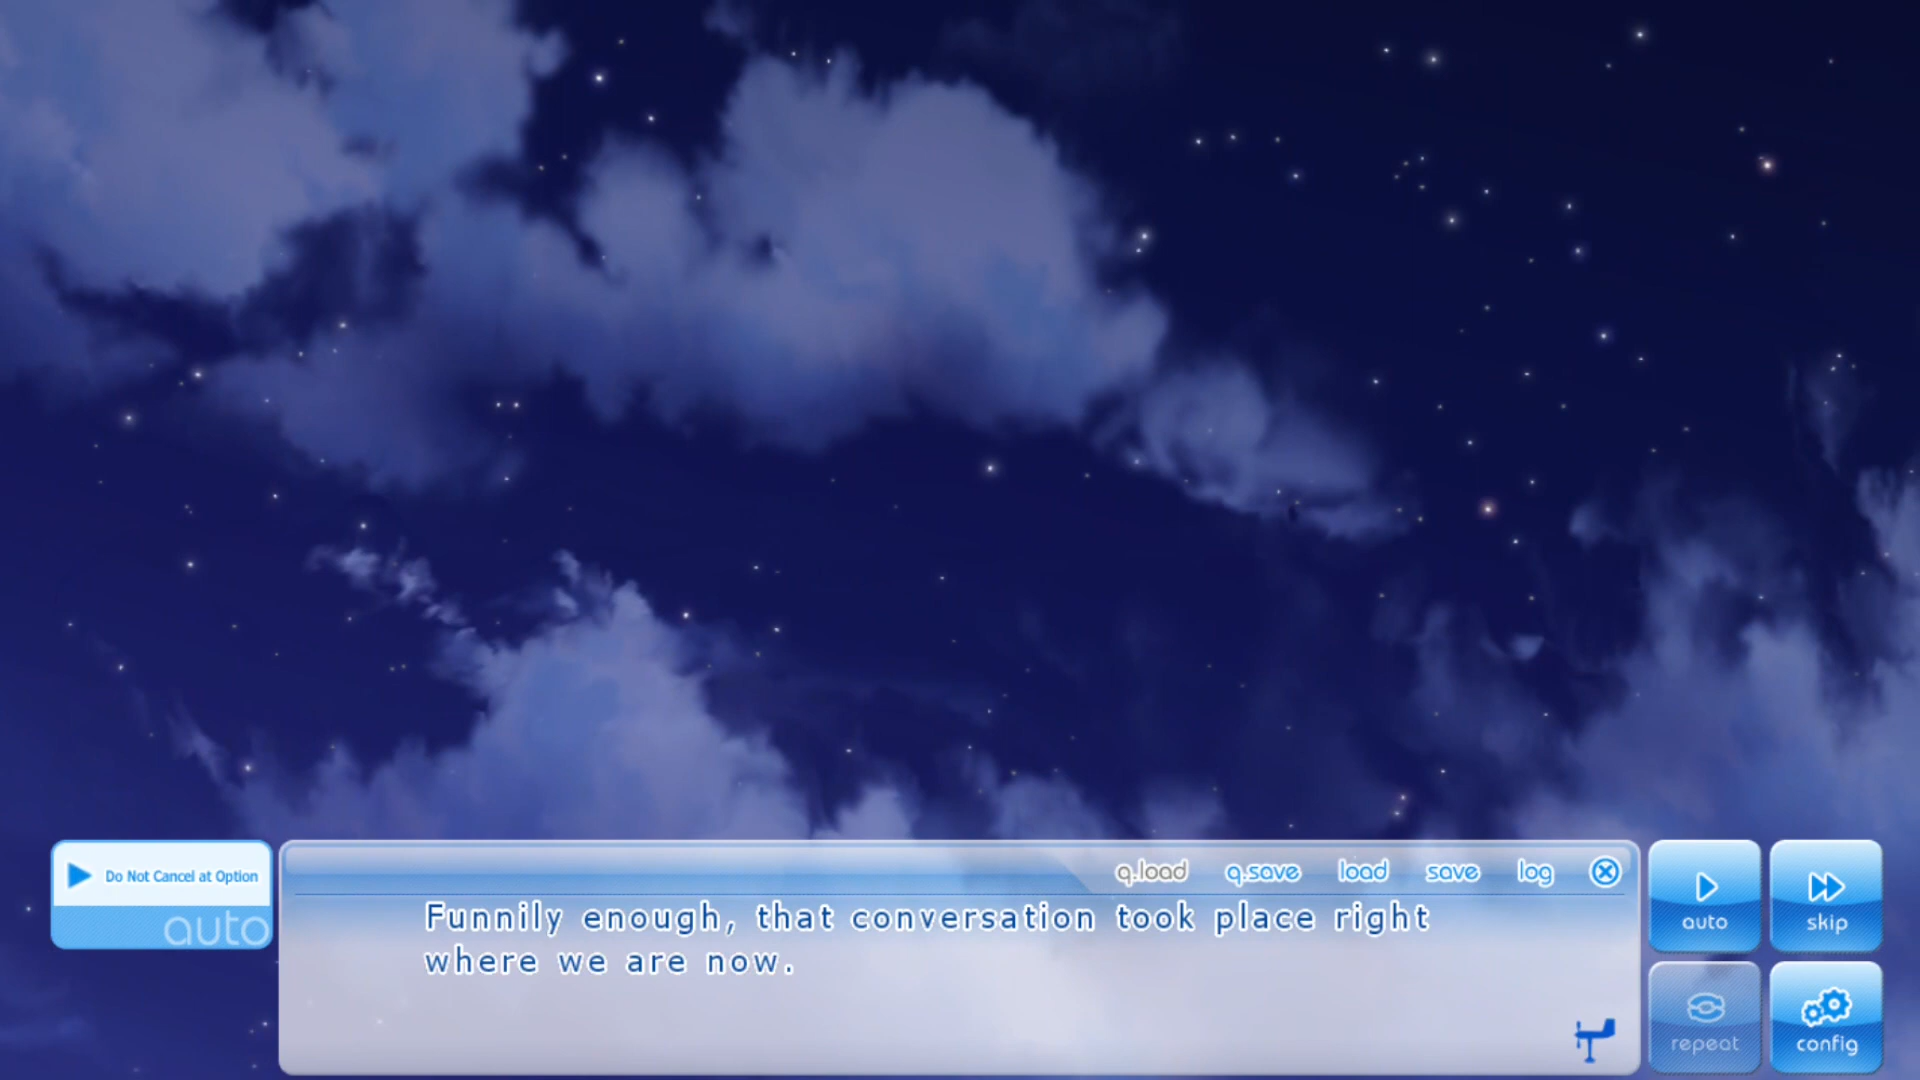 Do Not Cancel at Option
auto
q.load q.save load save log
Funnily enough, that conversation took place right
where we are now.
auto
skip
repeat
config